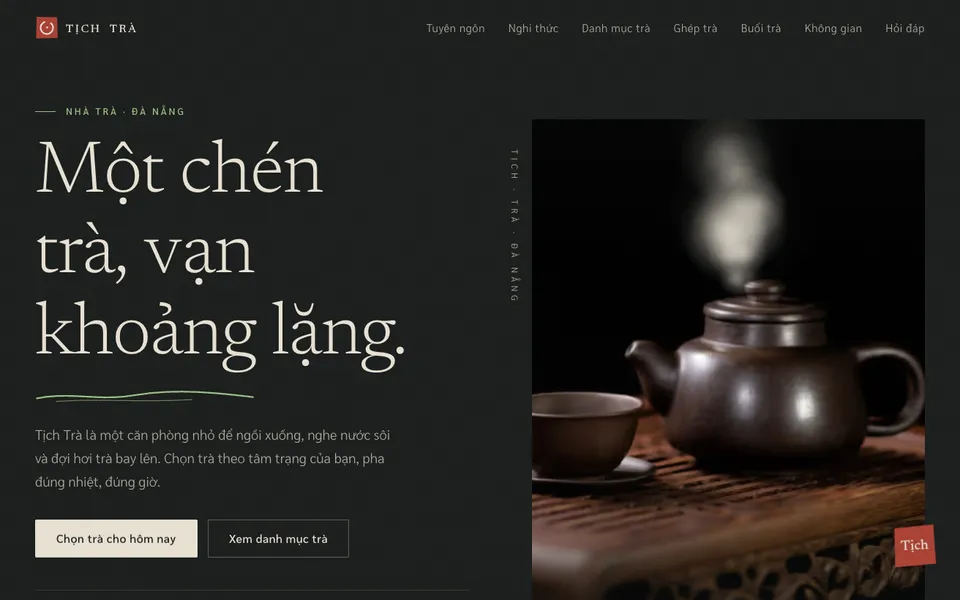 TỊCH TRÀ
Tuyên ngôn
Nghi thức
Danh mục trà
Ghép trà
Buổi trà
Không gian
Hỏi đáp
NHÀ TRÀ · ĐÀ NẴNG
Một chén
trà, vạn
khoảng lặng.
TỊCH · TRÀ · ĐÀ NẴNG
Tịch Trà là một căn phòng nhỏ để ngồi xuống, nghe nước sôi
và đợi hơi trà bay lên. Chọn trà theo tâm trạng của bạn, pha
đúng nhiệt, đúng giờ.
Chọn trà cho hôm nay
Xem danh mục trà
Tịch